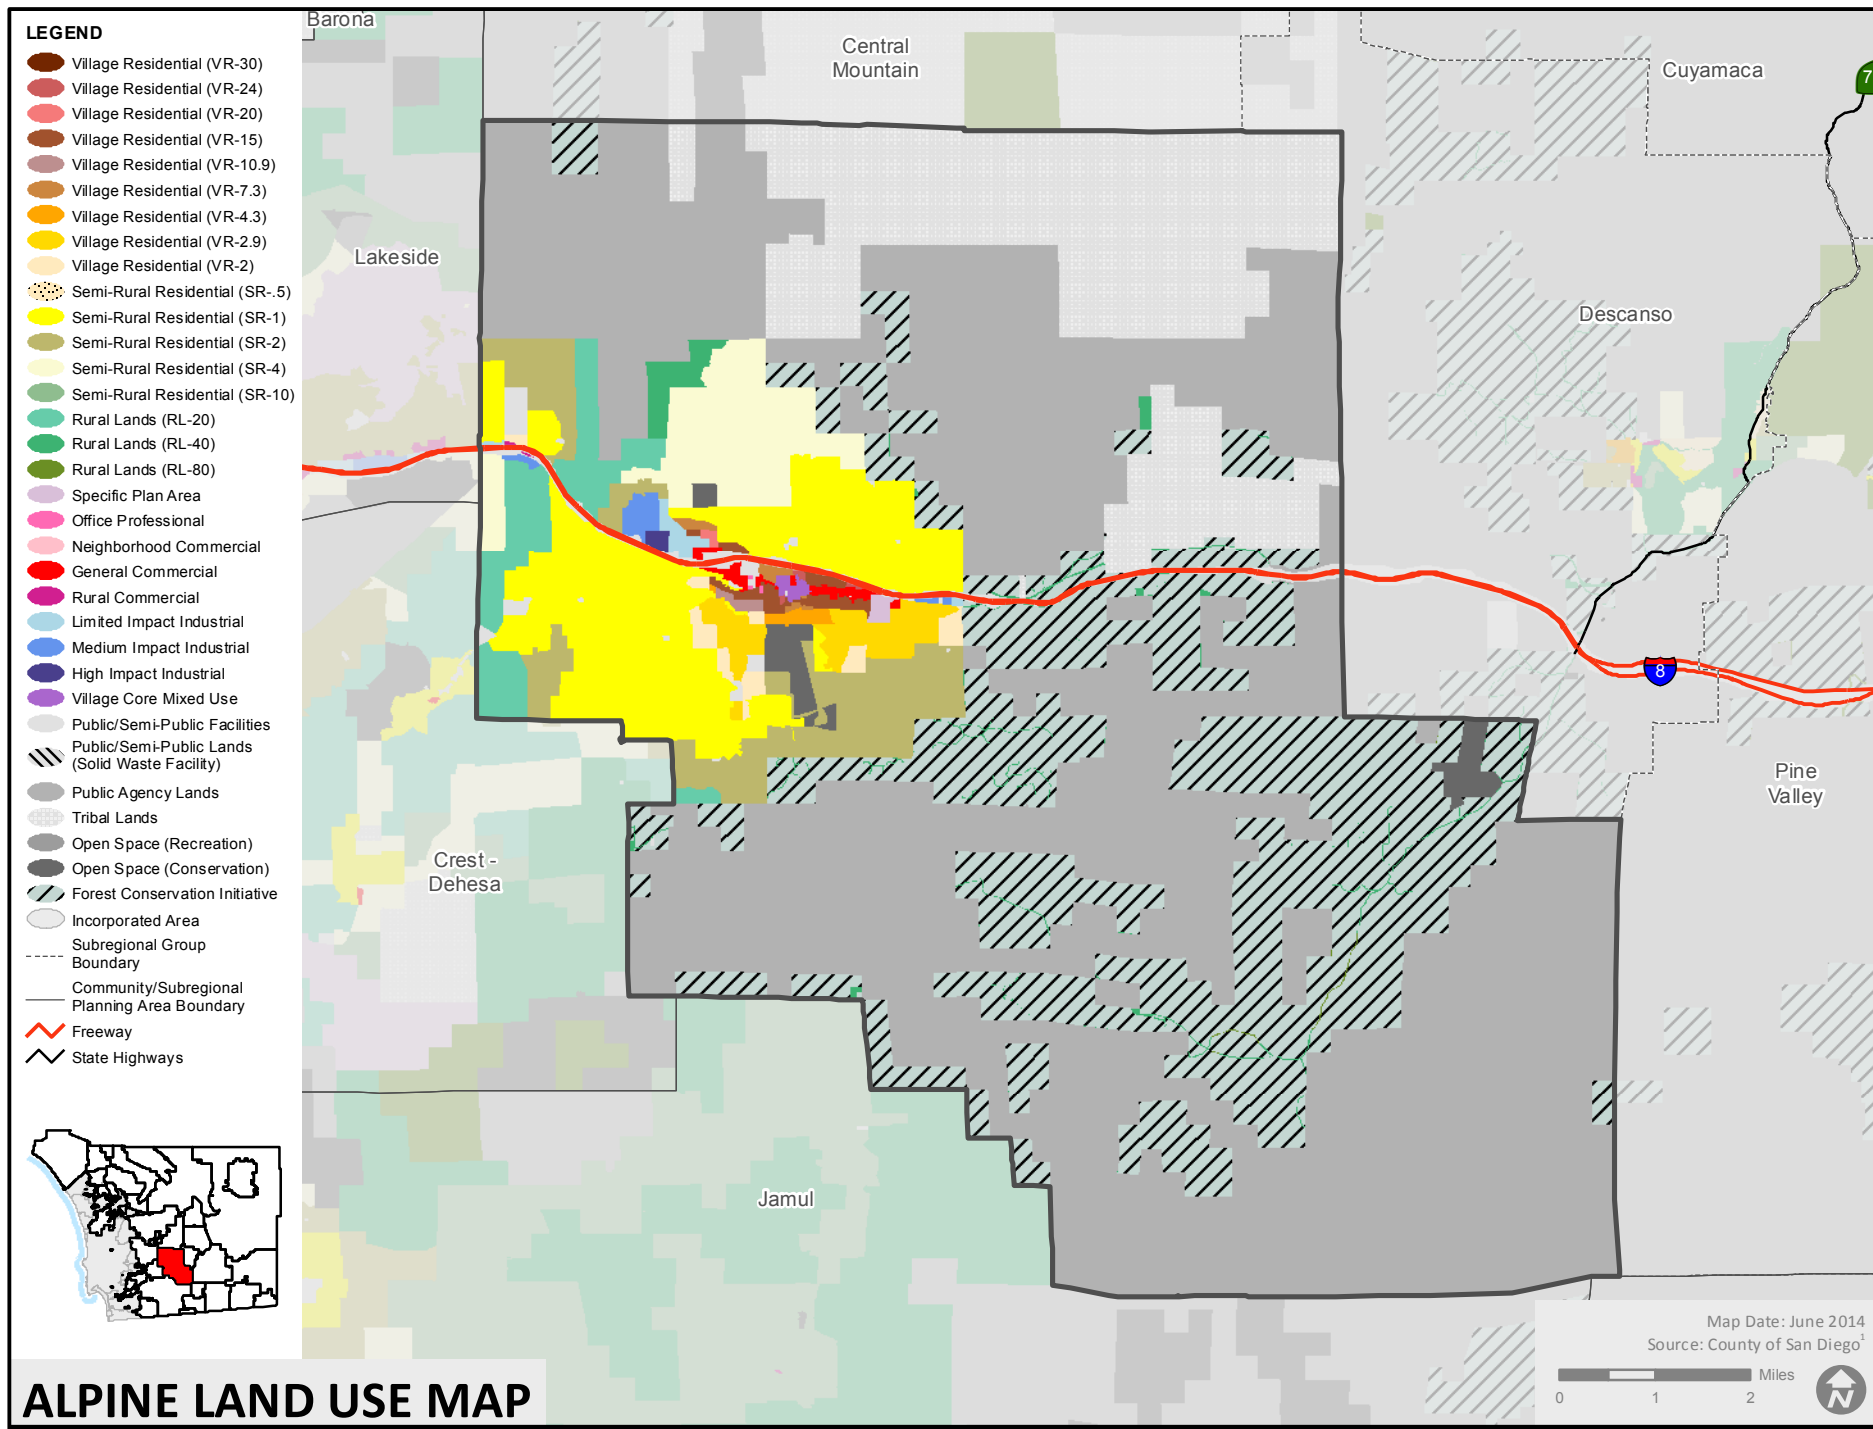 LEGEND
Village Residential (VR-30)
Village Residential (VR-24)
Village Residential (VR-20)
Village Residential (VR-15)
Village Residential (VR-10.9)
Village Residential (VR-7.3)
Village Residential (VR-4.3)
Village Residential (VR-2.9)
Village Residential (VR-2)
Semi-Rural Residential (SR-.5)
Semi-Rural Residential (SR-1)
Semi-Rural Residential (SR-2)
Semi-Rural Residential (SR-4)
Semi-Rural Residential (SR-10)
Rural Lands (RL-20)
Rural Lands (RL-40)
Rural Lands (RL-80)
Specific Plan Area
Office Professional
Neighborhood Commercial
General Commercial
Rural Commercial
Limited Impact Industrial
Medium Impact Industrial
High Impact Industrial
Village Core Mixed Use
Public/Semi-Public Facilities
Public/Semi-Public Lands
(Solid Waste Facility)
Public Agency Lands
Tribal Lands
Open Space (Recreation)
Open Space (Conservation)
Forest Conservation Initiative
Incorporated Area
Subregional Group
Boundary
Community/Subregional
Planning Area Boundary
Freeway
State Highways
Barona
Central
Mountain
Cuyamaca
7
Lakeside
Descanso
8
Pine
Valley
Crest -
Dehesa
Jamul
Map Date: June 2014
Source: County of San Diego1
Miles
0 1 2
N
ALPINE LAND USE MAP